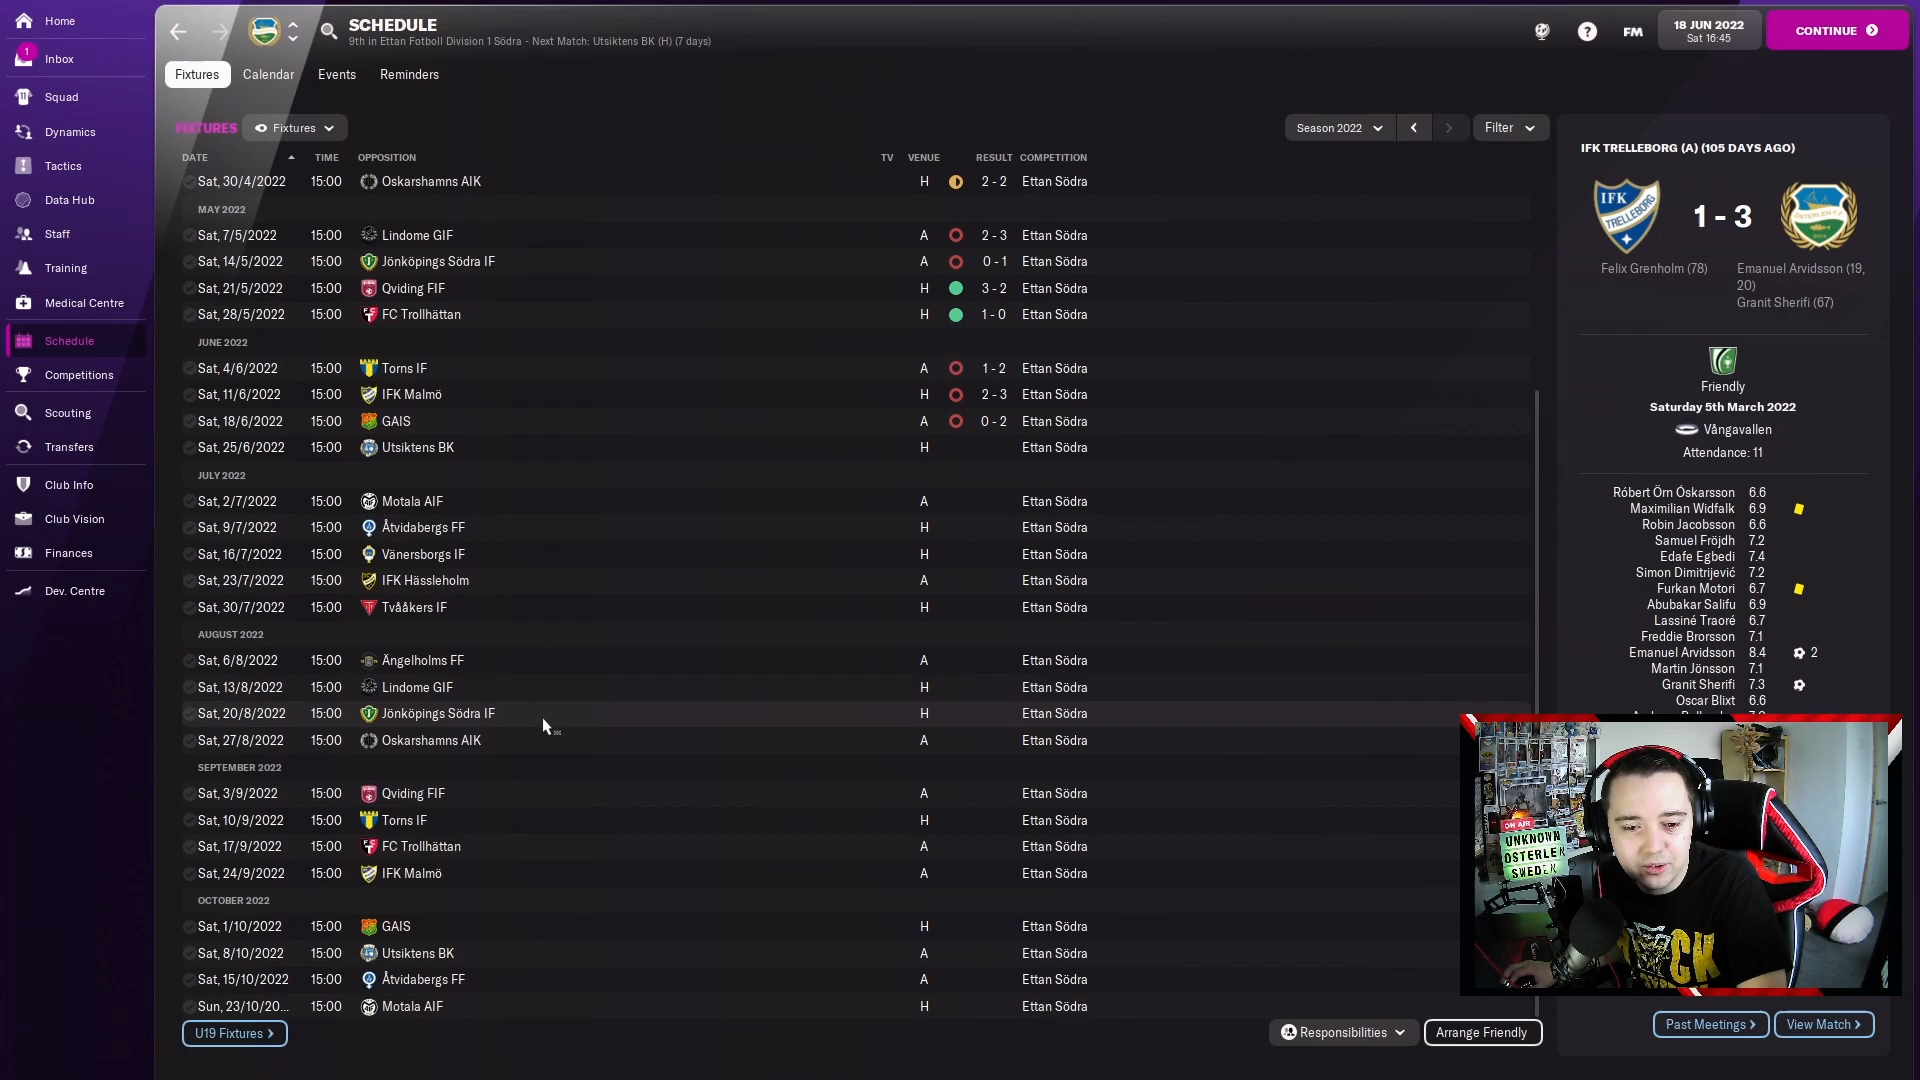 Home
1
Inbox
Squad
Dynamics
Tactics
Data Hub
Staff
Training
Medical Centre
Schedule
Competitions
Scouting
Transfers
Club Info
Club Vision
Finances
Dev. Centre
SCHEDULE
9th in Ettan Fotboll Division 1 Södra - Next Match: Utsiktens BK (H) (7 days)
FM
18 JUN 2022
Sat 16:45
CONTINUE
Fixtures Calendar Events Reminders
FIXTURES Fixtures
Season 2022 Filter
DATE TIME OPPOSITION TV VENUE RESULT COMPETITION
Sat, 30/4/2022 15:00 Oskarshamns AIK H 2 - 2 Ettan Södra
MAY 2022
Sat, 7/5/2022 15:00 Lindome GIF A 2 - 3 Ettan Södra
Sat, 14/5/2022 15:00 Jönköpings Södra IF A 0 - 1 Ettan Södra
Sat, 21/5/2022 15:00 Qviding FIF H 3 - 2 Ettan Södra
Sat, 28/5/2022 15:00 FC Trollhättan H 1 - 0 Ettan Södra
JUNE 2022
Sat, 4/6/2022 15:00 Torns IF A 1 - 2 Ettan Södra
Sat, 11/6/2022 15:00 IFK Malmö H 2 - 3 Ettan Södra
Sat, 18/6/2022 15:00 GAIS A 0 - 2 Ettan Södra
Sat, 25/6/2022 15:00 Utsiktens BK H Ettan Södra
JULY 2022
Sat, 2/7/2022 15:00 Motala AIF A Ettan Södra
Sat, 9/7/2022 15:00 Åtvidabergs FF H Ettan Södra
Sat, 16/7/2022 15:00 Vänersborgs IF H Ettan Södra
Sat, 23/7/2022 15:00 IFK Hässleholm A Ettan Södra
Sat, 30/7/2022 15:00 Tvååkers IF H Ettan Södra
AUGUST 2022
Sat, 6/8/2022 15:00 Ängelholms FF A Ettan Södra
Sat, 13/8/2022 15:00 Lindome GIF H Ettan Södra
Sat, 20/8/2022 15:00 Jönköpings Södra IF H Ettan Södra
Sat, 27/8/2022 15:00 Oskarshamns AIK A Ettan Södra
SEPTEMBER 2022
Sat, 3/9/2022 15:00 Qviding FIF A Ettan Södra
Sat, 10/9/2022 15:00 Torns IF H Ettan Södra
Sat, 17/9/2022 15:00 FC Trollhättan A Ettan Södra
Sat, 24/9/2022 15:00 IFK Malmö A Ettan Södra
OCTOBER 2022
Sat, 1/10/2022 15:00 GAIS H Ettan Södra
Sat, 8/10/2022 15:00 Utsiktens BK A Ettan Södra
Sat, 15/10/2022 15:00 Åtvidabergs FF A Ettan Södra
Sun, 23/10/20... 15:00 Motala AIF H Ettan Södra
U19 Fixtures
Responsibilities Arrange Friendly
IFK TRELLEBORG (A) (105 DAYS AGO)
IFK
TRELLEBORG
1 - 3
ÖSTERLEN F.F.
Felix Grenholm (78)
Emanuel Arvidsson (19,
20)
Granit Sherifi (67)
Friendly
Saturday 5th March 2022
Vångavallen
Attendance: 11
Róbert Örn Óskarsson 6.6
Maximilian Widfalk 6.9
Robin Jacobsson 6.6
Samuel Fröjdh 7.2
Edafe Egbedi 7.4
Simon Dimitrijević 7.2
Furkan Motori 6.7
Abubakar Salifu 6.9
Lassiné Traoré 6.7
Freddie Brorsson 7.1
Emanuel Arvidsson 8.4 2
Martin Jönsson 7.1
Granit Sherifi 7.3
Oscar Blixt 6.6
ON AIR
UNKNOWN
OSTERLEN
SWEDEN
Past Meetings View Match